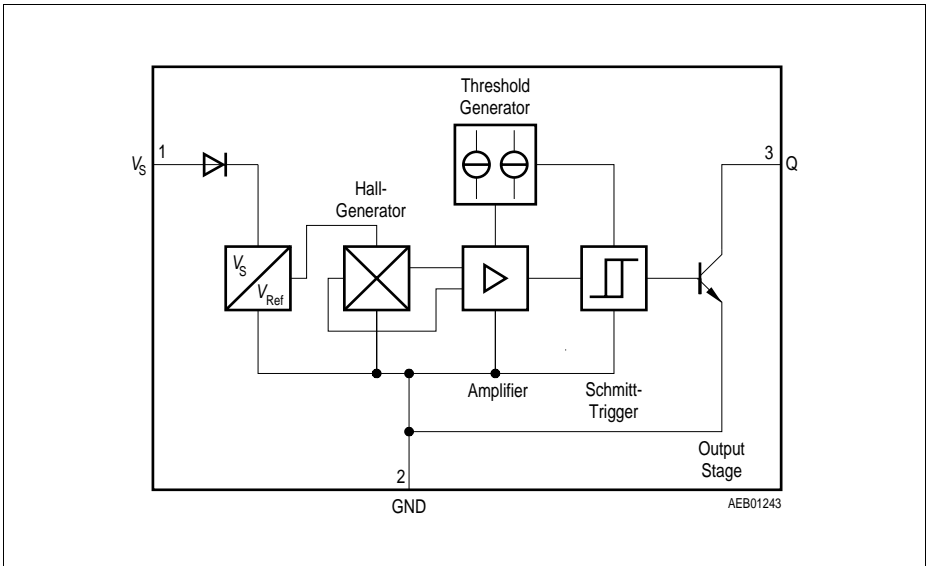 Threshold
Generator
1
3
V_S
Q
Hall-
Generator
V_S
V_Ref
Amplifier
Schmitt-
Trigger
Output
Stage
2
GND
AEB01243